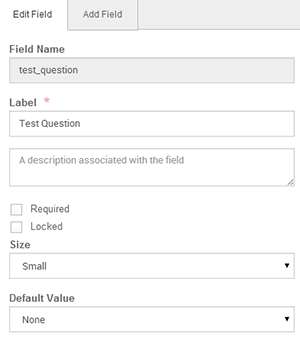 Edit Field
Add Field
Field Name
test_question
Label *
Test Question
A description associated with the field
Required
Locked
Size
Small
Default Value
None